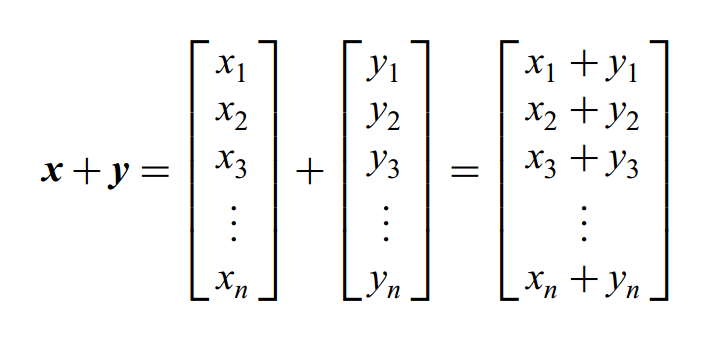 x + y = [x₁ x₂ x₃ ⋮ xₙ] + [y₁ y₂ y₃ ⋮ yₙ] = [x₁ + y₁ x₂ + y₂ x₃ + y₃ ⋮ xₙ + yₙ]